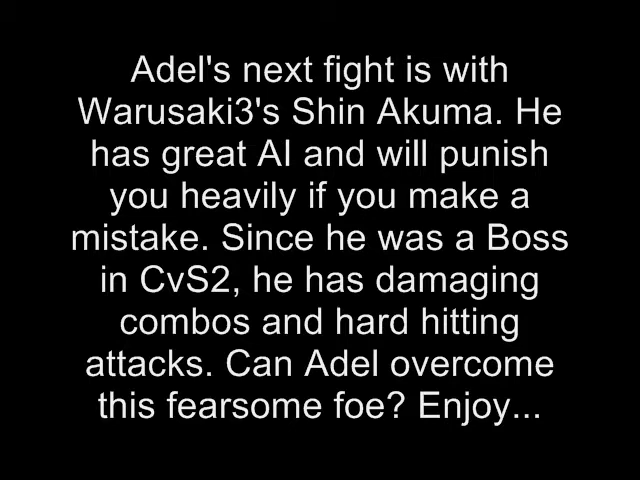 Adel's next fight is with
Warusaki3's Shin Akuma. He
has great AI and will punish
you heavily if you make a
mistake. Since he was a Boss
in CvS2, he has damaging
combos and hard hitting
attacks. Can Adel overcome
this fearsome foe? Enjoy...